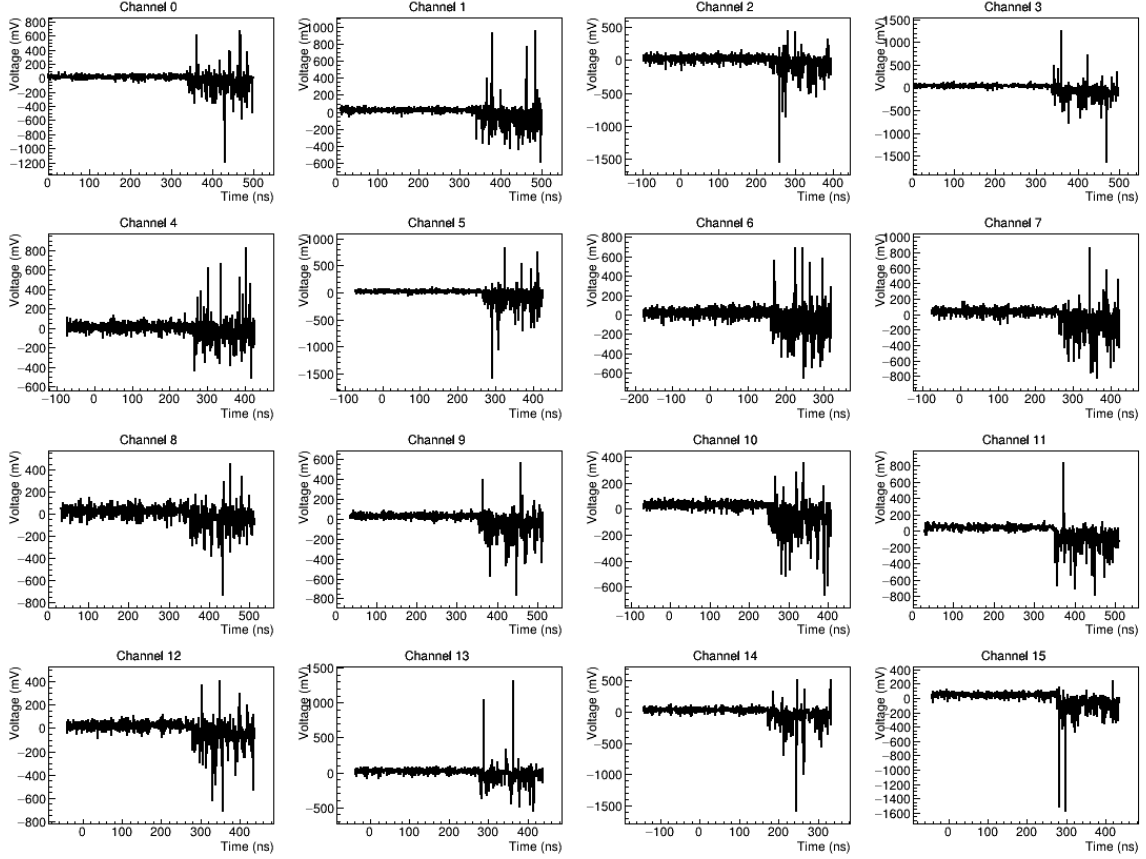 Channel 0
Voltage (mV)
800
600
400
200
0
−200
−400
−600
−800
−1000
−1200
0 100 200 300 400 500
Time (ns)
Channel 1
Voltage (mV)
1000
800
600
400
200
0
−200
−400
−600
0 100 200 300 400 500
Time (ns)
Channel 2
Voltage (mV)
500
0
−500
−1000
−1500
−100 0 100 200 300 400
Time (ns)
Channel 3
Voltage (mV)
1500
1000
500
0
−500
−1000
−1500
0 100 200 300 400 500
Time (ns)
Channel 4
Voltage (mV)
800
600
400
200
0
−200
−400
−600
−100 0 100 200 300 400
Time (ns)
Channel 5
Voltage (mV)
1000
500
0
−500
−1000
−1500
−100 0 100 200 300 400
Time (ns)
Channel 6
Voltage (mV)
800
600
400
200
0
−200
−400
−600
−200 −100 0 100 200 300
Time (ns)
Channel 7
Voltage (mV)
1000
800
600
400
200
0
−200
−400
−600
−800
−100 0 100 200 300 400
Time (ns)
Channel 8
Voltage (mV)
400
200
0
−200
−400
−600
−800
0 100 200 300 400 500
Time (ns)
Channel 9
Voltage (mV)
600
400
200
0
−200
−400
−600
−800
0 100 200 300 400 500
Time (ns)
Channel 10
Voltage (mV)
400
200
0
−200
−400
−600
−100 0 100 200 300 400
Time (ns)
Channel 11
Voltage (mV)
800
600
400
200
0
−200
−400
−600
−800
0 100 200 300 400 500
Time (ns)
Channel 12
Voltage (mV)
400
200
0
−200
−400
−600
−800
0 100 200 300 400
Time (ns)
Channel 13
Voltage (mV)
1500
1000
500
0
−500
0 100 200 300 400
Time (ns)
Channel 14
Voltage (mV)
500
0
−500
−1000
−1500
−100 0 100 200 300
Time (ns)
Channel 15
Voltage (mV)
400
200
0
−200
−400
−600
−800
−1000
−1200
−1400
−1600
0 100 200 300 400
Time (ns)